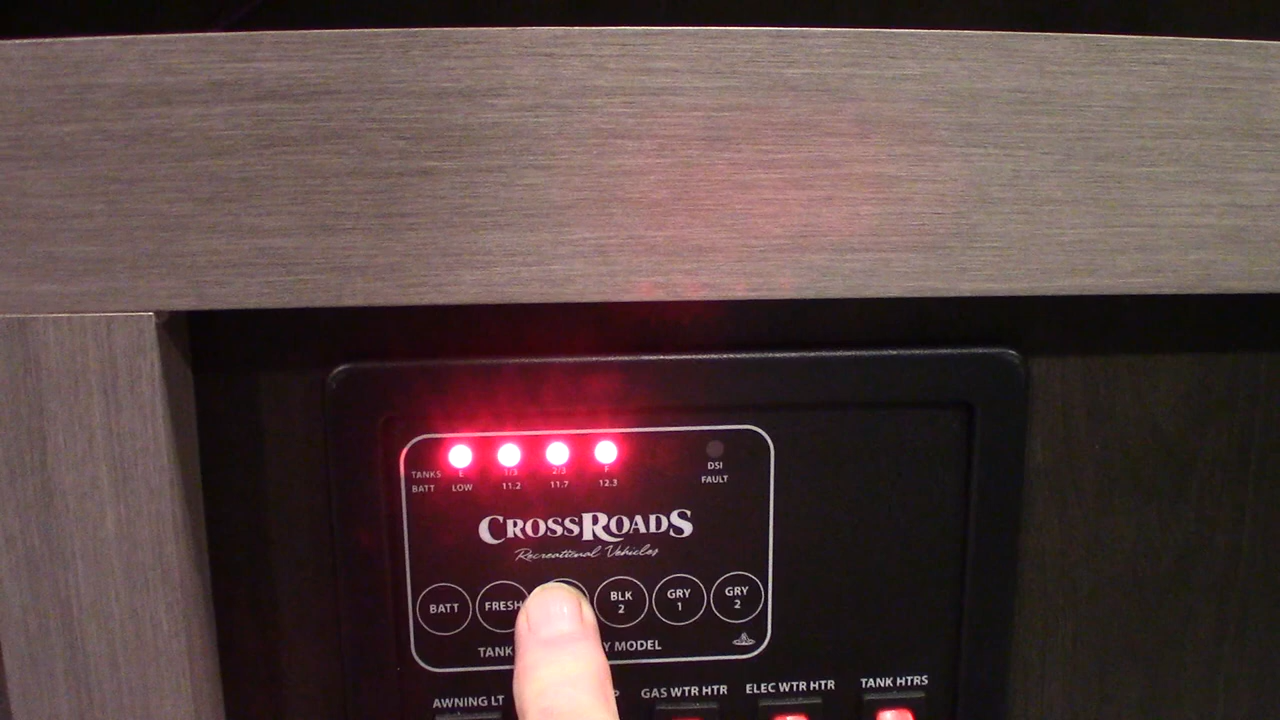 TANKS E 1/3 2/3 F
BATT LOW 11.2 11.7 12.3
DSI
FAULT
CROSSROADS
Recreational Vehicles
BATT FRESH BLK 2 GRY 1 GRY 2
TANK Y MODEL
AWNING LT P GAS WTR HTR ELEC WTR HTR TANK HTRS